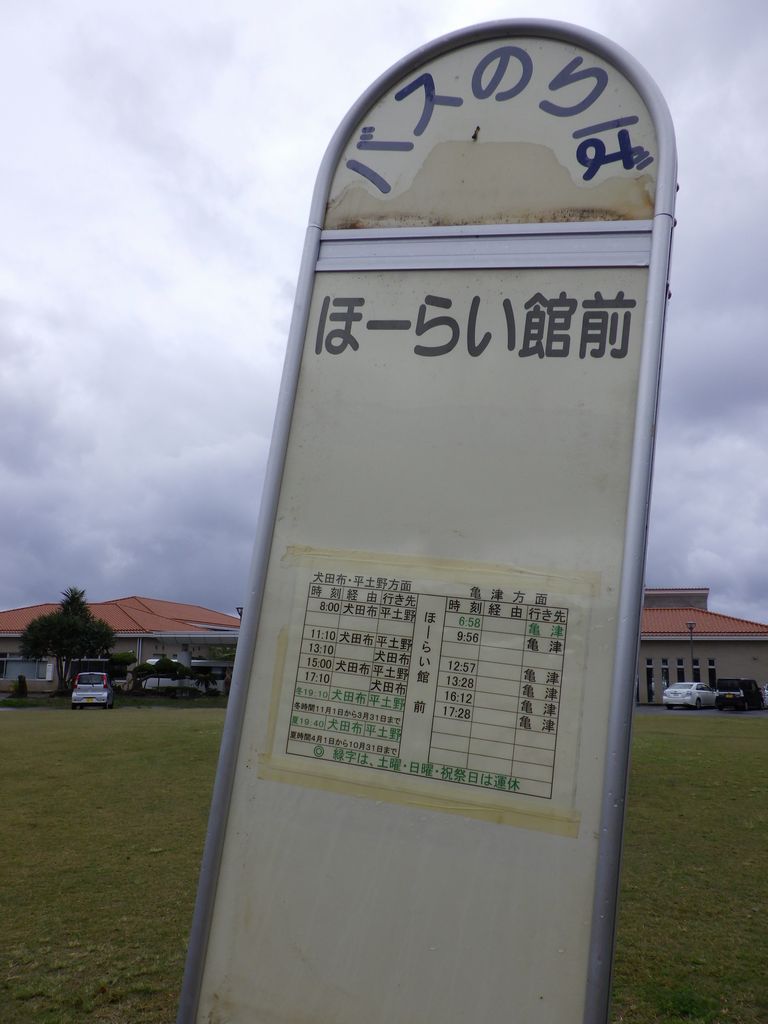 バスのりば
ほーらい館前
犬田布・平土野方面
時刻 経由 行き先
8:00 犬田布 平土野
11:10 犬田布 平土野
13:10 犬田布
15:00 犬田布 平土野
17:10 犬田布
冬19:10 犬田布 平土野
冬時間11月1日から3月31日まで
夏19:40 犬田布 平土野
夏時間4月1日から10月31日まで
ほーらい館前
亀津方面
時刻 経由 行き先
6:58 亀津
9:56 亀津
12:57 亀津
13:28 亀津
16:12 亀津
17:28 亀津
◎ 緑字は、土曜・日曜・祝祭日は運休